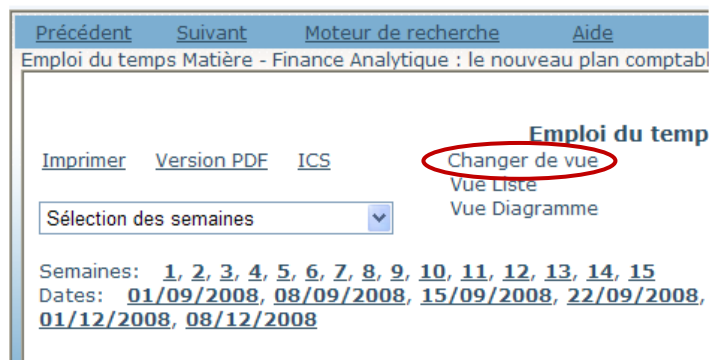 Précédent Suivant Moteur de recherche Aide
Emploi du temps Matière - Finance Analytique : le nouveau plan comptabl
Emploi du temp
Imprimer Version PDF ICS Changer de vue
Vue Liste
Sélection des semaines Vue Diagramme
Semaines: 1, 2, 3, 4, 5, 6, 7, 8, 9, 10, 11, 12, 13, 14, 15
Dates: 01/09/2008, 08/09/2008, 15/09/2008, 22/09/2008,
01/12/2008, 08/12/2008